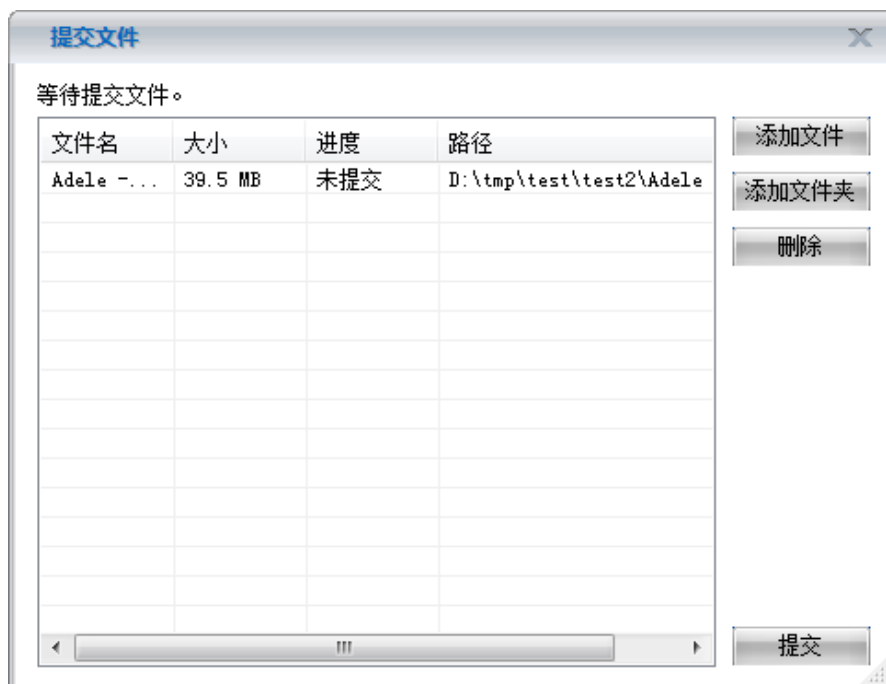 提交文件
等待提交文件。
文件名 大小 进度 路径
Adele -... 39.5 MB 未提交 D:\tmp\test\test2\Adele
添加文件
添加文件夹
删除
提交